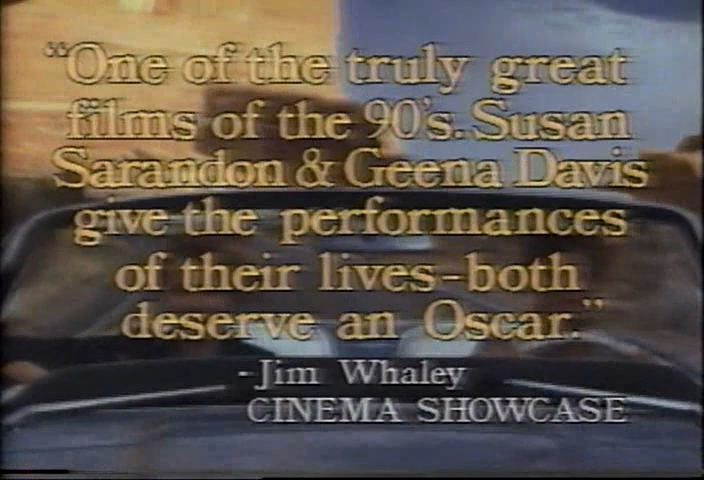 “One of the truly great
films of the 90's. Susan
Sarandon & Geena Davis
give the performances
of their lives-both
deserve an Oscar.”
-Jim Whaley
CINEMA SHOWCASE